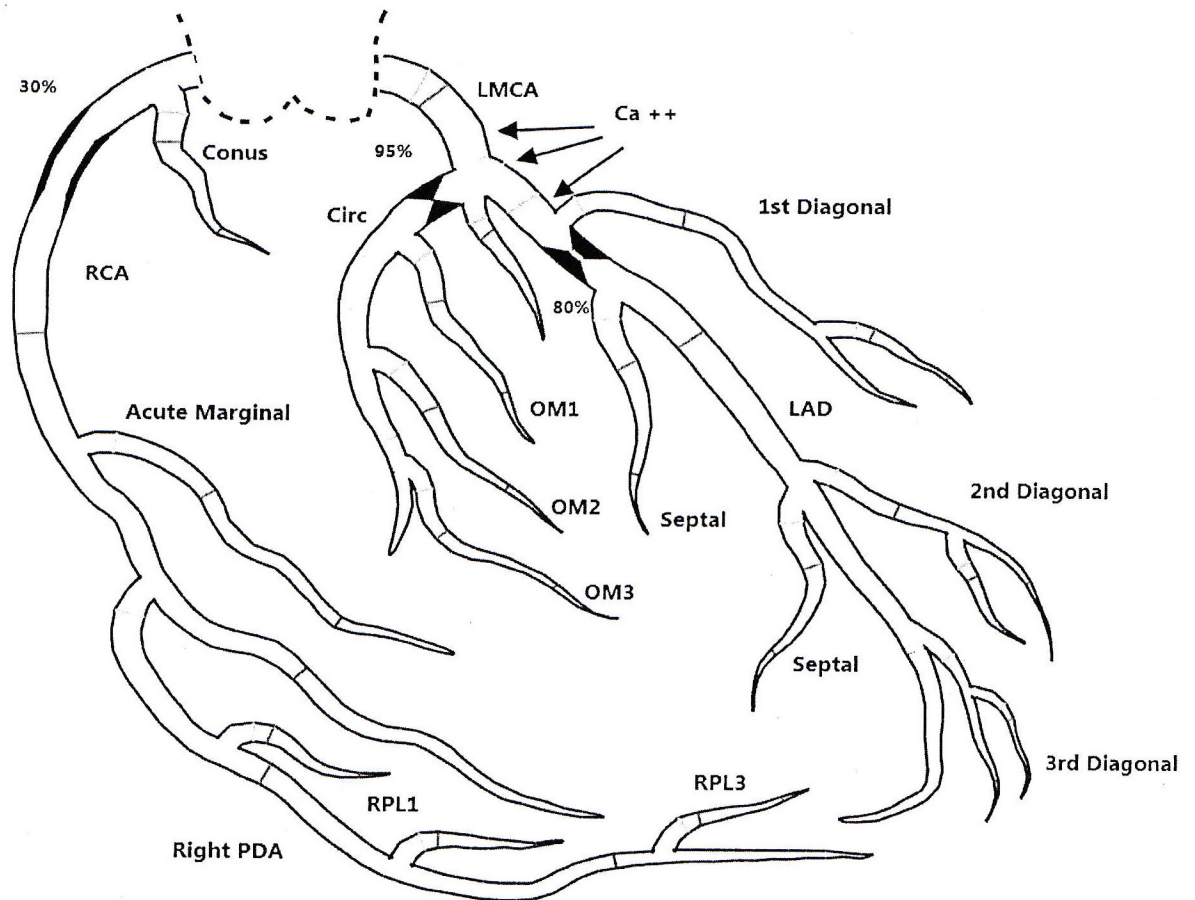 30%
LMCA
Ca ++
Conus
95%
Circ
1st Diagonal
RCA
80%
Acute Marginal
OM1
LAD
OM2
Septal
2nd Diagonal
OM3
Septal
3rd Diagonal
RPL1
RPL3
Right PDA